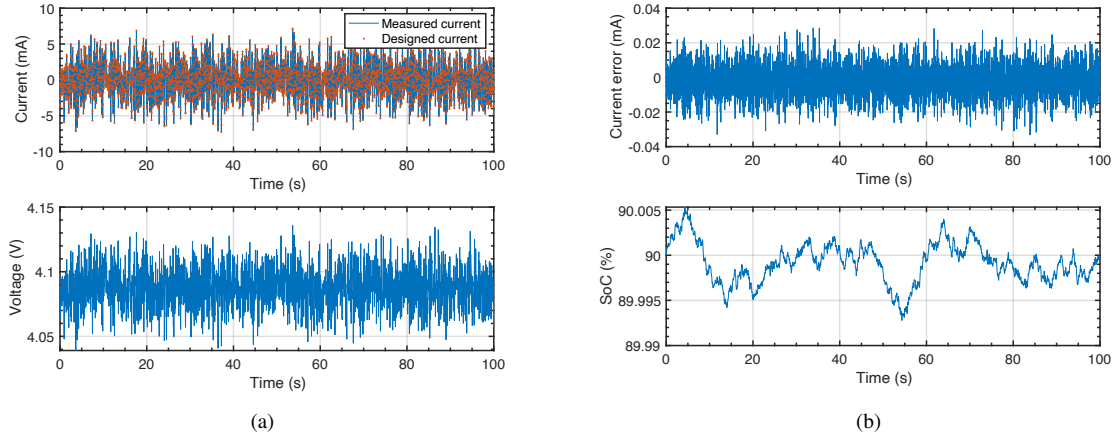 10
5
0
-5
-10
Current (mA)
Measured current
Designed current
0 20 40 60 80 100
Time (s)
4.15
4.1
4.05
Voltage (V)
0 20 40 60 80 100
Time (s)
(a)
0.04
0.02
0
-0.02
-0.04
Current error (mA)
0 20 40 60 80 100
Time (s)
90.005
90
89.995
89.99
SoC (%)
0 20 40 60 80 100
Time (s)
(b)